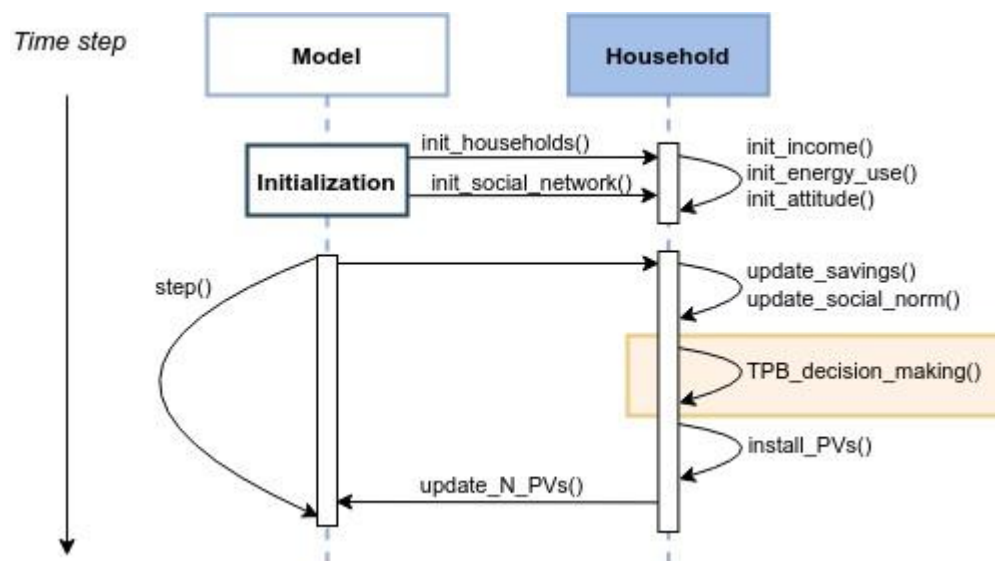 Time step
Model
Household
Initialization
init_households()
init_social_network()
init_income()
init_energy_use()
init_attitude()
step()
update_savings()
update_social_norm()
TPB_decision_making()
install_PVs()
update_N_PVs()